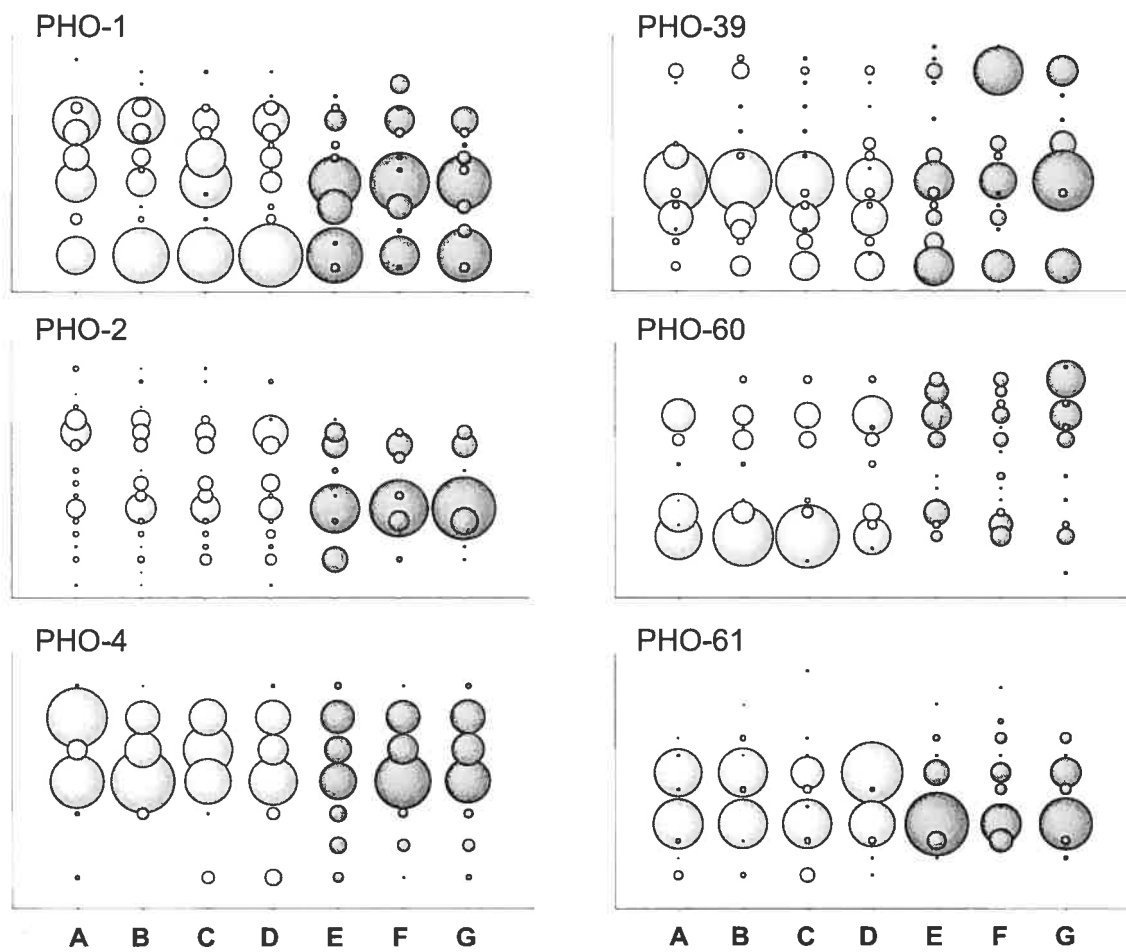 PHO-1
PHO-39
PHO-2
PHO-60
PHO-4
PHO-61
A B C D E F G
A B C D E F G